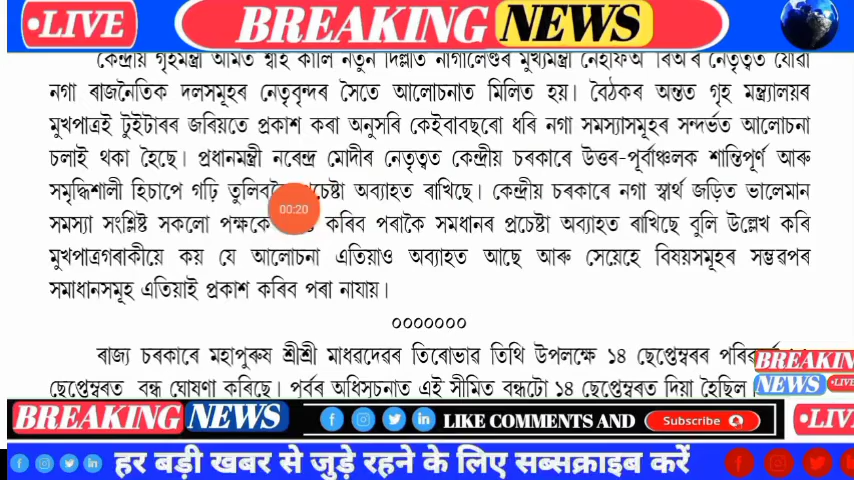 •LIVE
BREAKING NEWS
কেন্দ্ৰীয় গৃহমন্ত্ৰী অমিত শ্বাহ কালি নতুন দিল্লীত নাগালেণ্ডৰ মুখ্যমন্ত্ৰী নেইফিঅ' ৰিঅ'ৰ নেতৃত্বত যোৱা
নগা ৰাজনৈতিক দলসমূহৰ নেতৃবৃন্দৰ সৈতে আলোচনাত মিলিত হয়। বৈঠকৰ অন্তত গৃহ মন্ত্ৰ্যালয়ৰ
মুখপাত্ৰই টুইটাৰৰ জৰিয়তে প্ৰকাশ কৰা অনুসৰি কেইবাবছৰো ধৰি নগা সমস্যাসমূহৰ সন্দৰ্ভত আলোচনা
চলাই থকা হৈছে। প্ৰধানমন্ত্ৰী নৰেন্দ্ৰ মোদীৰ নেতৃত্বত কেন্দ্ৰীয় চৰকাৰে উত্তৰ-পূৰ্বাঞ্চলক শান্তিপূৰ্ণ আৰু
সমৃদ্ধিশালী হিচাপে গঢ়ি অব্যাহত ৰাখিছে। কেন্দ্ৰীয় চৰকাৰে নগা স্বাৰ্থ জড়িত ভালেমান
00:20
সমস্যা সংশ্লিষ্ট সকলো পক্ষকে কৰিব পৰাকৈ সমধানৰ প্ৰচেষ্টা অব্যাহত ৰাখিছে বুলি উল্লেখ কৰি
মুখপাত্ৰগৰাকীয়ে কয় যে আলোচনা এতিয়াও অব্যাহত আছে আৰু সেয়েহে বিষয়সমূহৰ সম্ভৱপৰ
সমাধানসমূহ এতিয়াই প্ৰকাশ কৰিব পৰা নাযায়।
০০০০০০০
ৰাজ্য চৰকাৰে মহাপুৰুষ শ্ৰীশ্ৰী মাধৱদেৱৰ তিৰোভাৱ তিথি উপলক্ষে ১৪ ছেপ্তেম্বৰৰ
ছেপ্তেম্বৰত বন্ধ ঘোষণা কৰিছে। পূৰ্বৰ অধিসূচনাত এই সীমিত বন্ধটো ১৪ ছেপ্তেম্বৰত দিয়া হৈছিল
BREAKING
NEWS •LIVE
BREAKING NEWS LIKE COMMENTS AND Subscribe •LIVE
हर बड़ी खबर से जुड़े रहने के लिए सब्सक्राइब करें